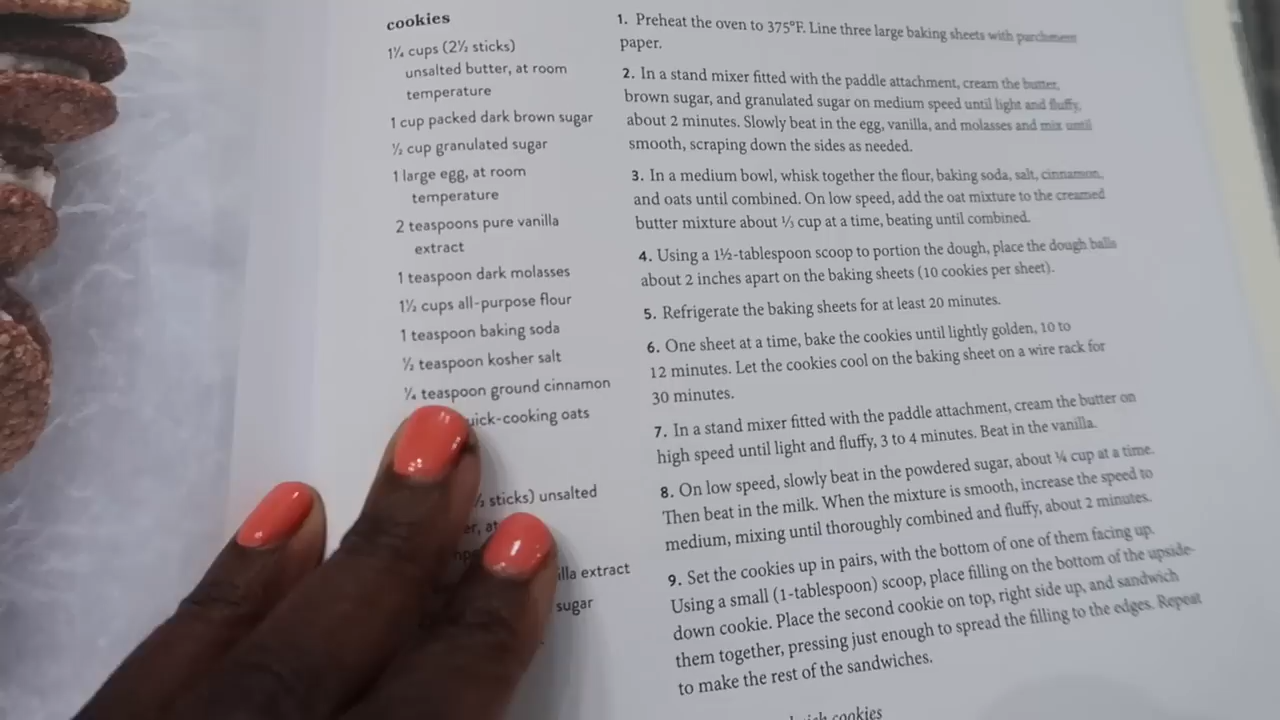 cookies
1¼ cups (2½ sticks)
unsalted butter, at room
temperature
1 cup packed dark brown sugar
½ cup granulated sugar
1 large egg, at room
temperature
2 teaspoons pure vanilla
extract
1 teaspoon dark molasses
1½ cups all-purpose flour
1 teaspoon baking soda
½ teaspoon kosher salt
¼ teaspoon ground cinnamon
uick-cooking oats
sticks) unsalted
er, at
illa extract
sugar
1. Preheat the oven to 375°F. Line three large baking sheets with parchment
paper.
2. In a stand mixer fitted with the paddle attachment, cream the butter,
brown sugar, and granulated sugar on medium speed until light and fluffy,
about 2 minutes. Slowly beat in the egg, vanilla, and molasses and mix until
smooth, scraping down the sides as needed.
3. In a medium bowl, whisk together the flour, baking soda, salt, cinnamon,
and oats until combined. On low speed, add the oat mixture to the creamed
butter mixture about ⅓ cup at a time, beating until combined.
4. Using a 1½-tablespoon scoop to portion the dough, place the dough balls
about 2 inches apart on the baking sheets (10 cookies per sheet).
5. Refrigerate the baking sheets for at least 20 minutes.
6. One sheet at a time, bake the cookies until lightly golden, 10 to
12 minutes. Let the cookies cool on the baking sheet on a wire rack for
30 minutes.
7. In a stand mixer fitted with the paddle attachment, cream the butter on
high speed until light and fluffy, 3 to 4 minutes. Beat in the vanilla.
8. On low speed, slowly beat in the powdered sugar, about ¼ cup at a time.
Then beat in the milk. When the mixture is smooth, increase the speed to
medium, mixing until thoroughly combined and fluffy, about 2 minutes.
9. Set the cookies up in pairs, with the bottom of one of them facing up.
Using a small (1-tablespoon) scoop, place filling on the bottom of the upside-
down cookie. Place the second cookie on top, right side up, and sandwich
them together, pressing just enough to spread the filling to the edges. Repeat
to make the rest of the sandwiches.
cookies